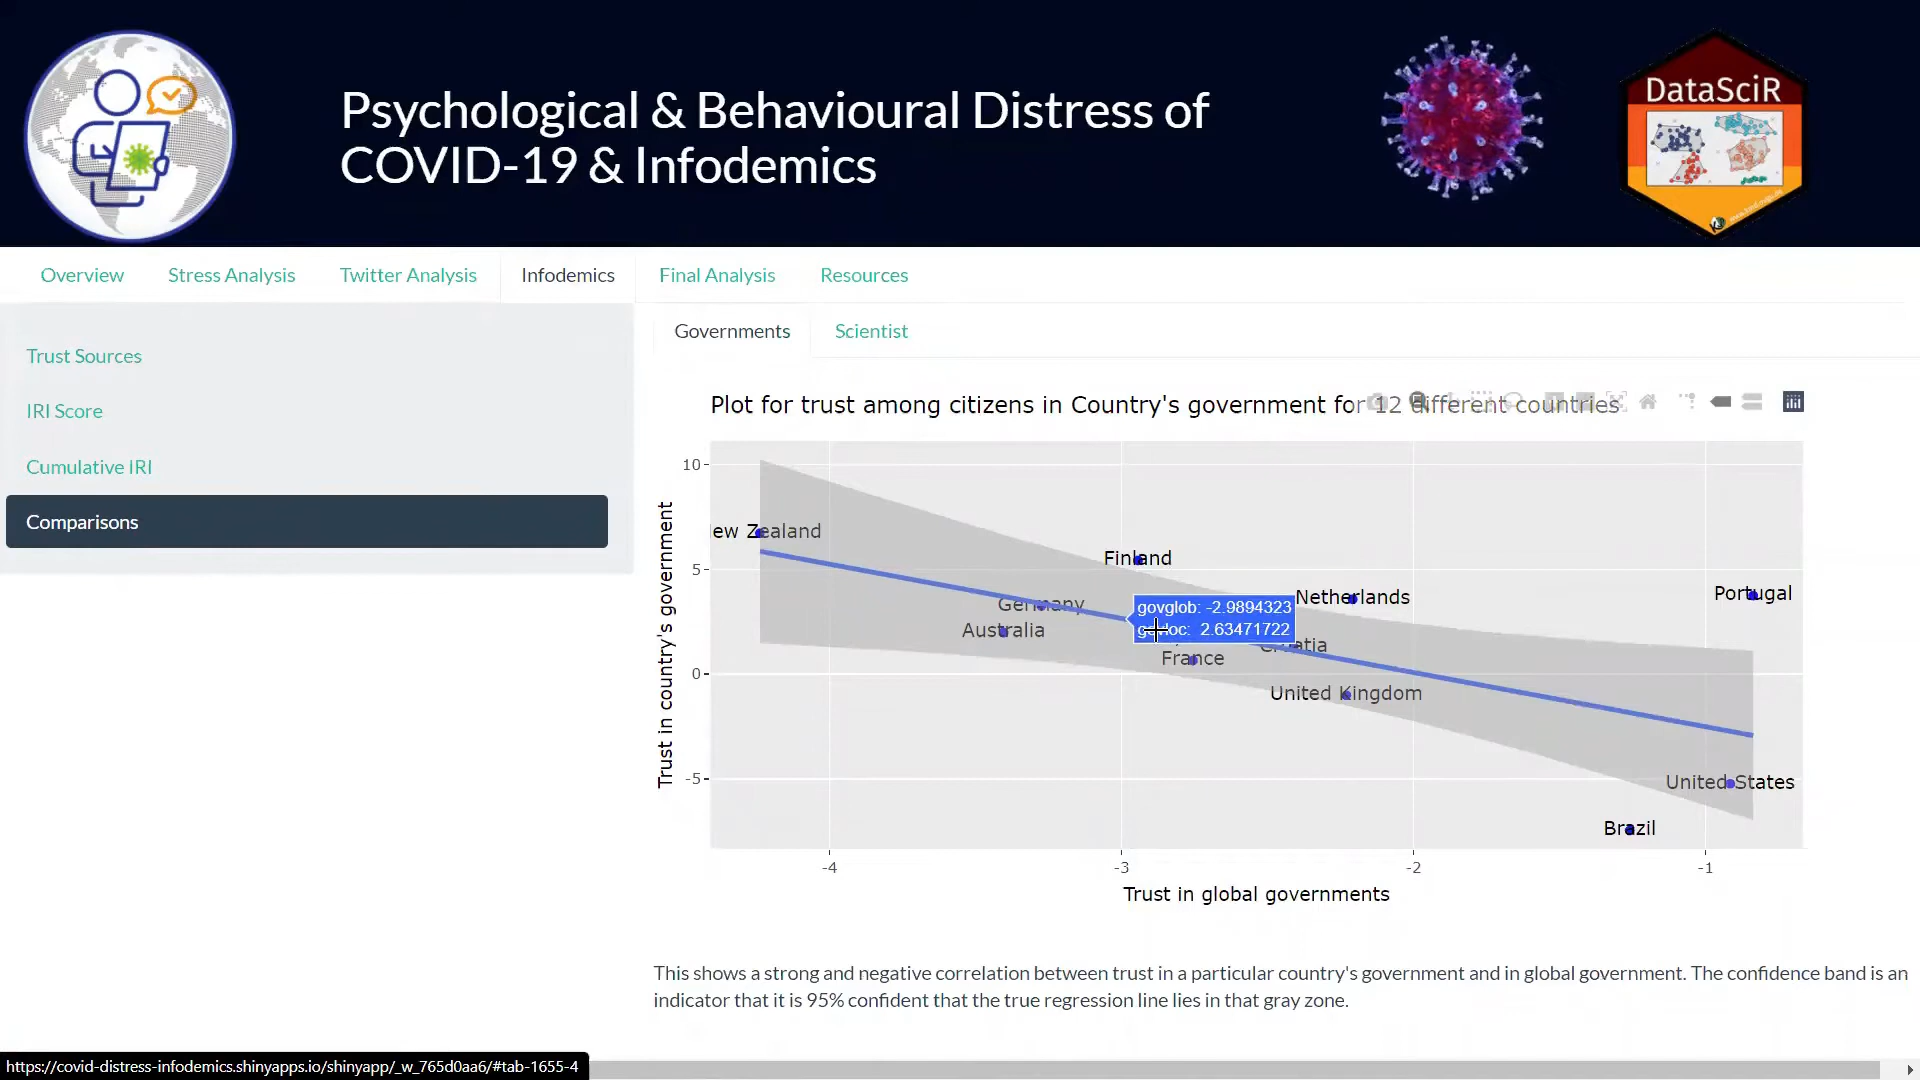 Psychological & Behavioural Distress of
COVID-19 & Infodemics
DataSciR
Overview
Stress Analysis
Twitter Analysis
Infodemics
Final Analysis
Resources
Trust Sources
IRI Score
Cumulative IRI
Comparisons
Governments
Scientist
Plot for trust among citizens in Country's government for 12 different countries
Trust in country's government
10
5
0
-5
ew Zealand
Finland
Germany
Australia
govglob: -2.9894323
2.63471722
Netherlands
Portugal
France
United Kingdom
United States
Brazil
-4
-3
-2
-1
Trust in global governments
This shows a strong and negative correlation between trust in a particular country's government and in global government. The confidence band is an
indicator that it is 95% confident that the true regression line lies in that gray zone.
https://covid-distress-infodemics.shinyapps.io/shinyapp/_w_765d0aa6/#tab-1655-4